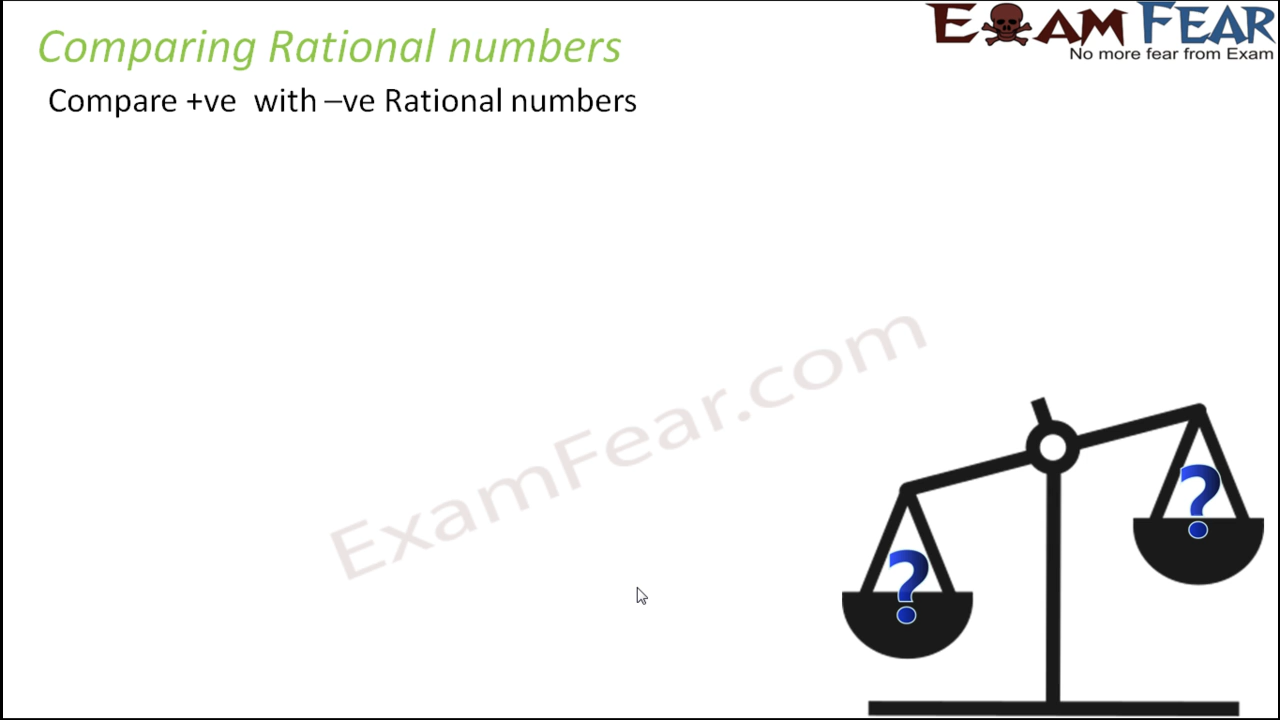 Comparing Rational numbers
EXAM FEAR
No more fear from Exam
Compare +ve with –ve Rational numbers
ExamFear.com
?
?